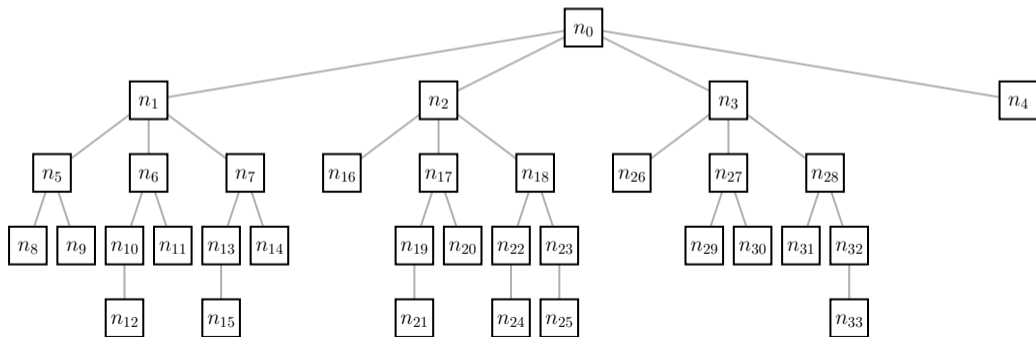 n₀
n₁ n₂ n₃ n₄
n₅ n₆ n₇ n₁₆ n₁₇ n₁₈ n₂₆ n₂₇ n₂₈
n₈ n₉ n₁₀ n₁₁ n₁₃ n₁₄ n₁₉ n₂₀ n₂₂ n₂₃ n₂₉ n₃₀ n₃₁ n₃₂
n₁₂ n₁₅ n₂₁ n₂₄ n₂₅ n₃₃